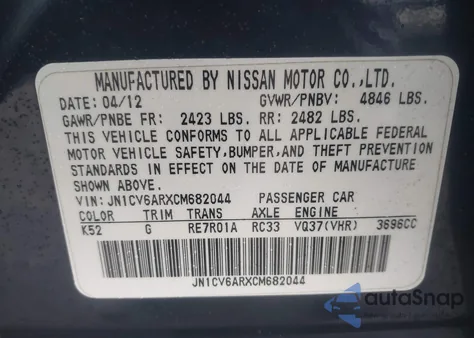 MANUFACTURED BY NISSAN MOTOR CO.,LTD.
DATE: 04/12 GVWR/PNBV: 4846 LBS.
GAWR/PNBE FR: 2423 LBS. RR: 2482 LBS.
THIS VEHICLE CONFORMS TO ALL APPLICABLE FEDERAL
MOTOR VEHICLE SAFETY,BUMPER,AND THEFT PREVENTION
STANDARDS IN EFFECT ON THE DATE OF MANUFACTURE
SHOWN ABOVE.
VIN: JN1CV6ARXCM682044 PASSENGER CAR
COLOR TRIM TRANS AXLE ENGINE
K52 G RE7R01A RC33 VQ37(VHR) 3696CC
JN1CV6ARXCM682044
autoSnap